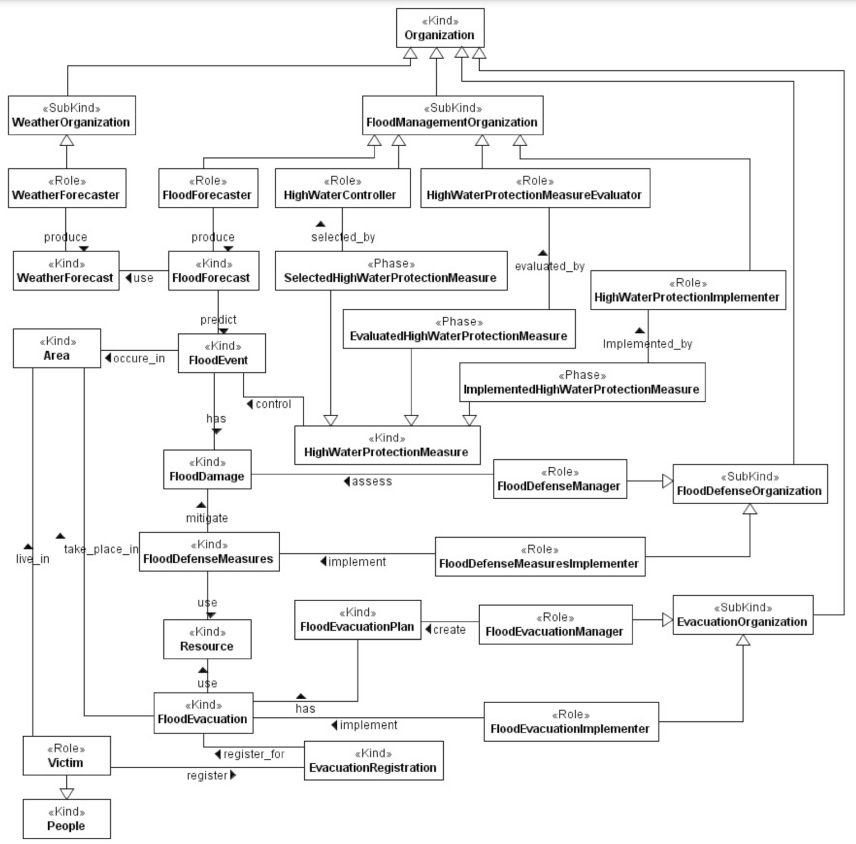 «Kind»
Organization
«SubKind»
WeatherOrganization
«SubKind»
FloodManagementOrganization
«Role»
WeatherForecaster
«Role»
FloodForecaster
«Role»
HighWaterController
«Role»
HighWaterProtectionMeasureEvaluator
produce
produce
selected_by
«Kind»
WeatherForecast
use
«Kind»
FloodForecast
«Phase»
SelectedHighWaterProtectionMeasure
evaluated_by
«Role»
HighWaterProtectionImplementer
predict
«Phase»
EvaluatedHighWaterProtectionMeasure
Implemented_by
«Kind»
Area
occure_in
«Kind»
FloodEvent
«Phase»
ImplementedHighWaterProtectionMeasure
control
has
«Kind»
HighWaterProtectionMeasure
«Kind»
FloodDamage
assess
«Role»
FloodDefenseManager
«SubKind»
FloodDefenseOrganization
mitigate
live_in
take_place_in
«Kind»
FloodDefenseMeasures
implement
«Role»
FloodDefenseMeasuresImplementer
use
«Kind»
FloodEvacuationPlan
create
«Role»
FloodEvacuationManager
«SubKind»
EvacuationOrganization
«Kind»
Resource
use
has
«Kind»
FloodEvacuation
implement
«Role»
FloodEvacuationImplementer
«Role»
Victim
register_for
register
«Kind»
EvacuationRegistration
«Kind»
People